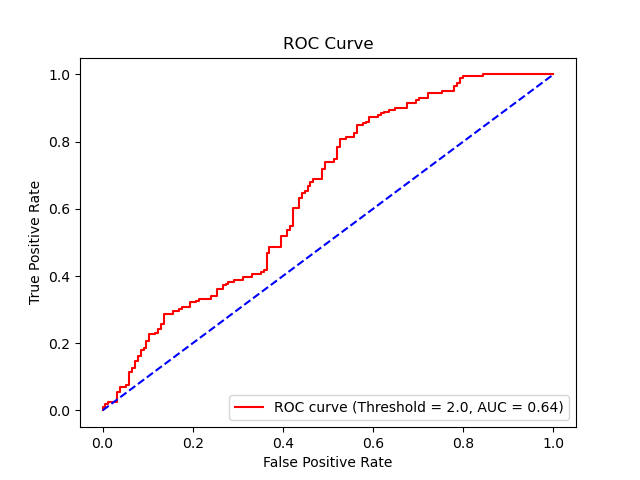 ROC Curve
1.0
0.8
0.6
0.4
0.2
0.0
True Positive Rate
ROC curve (Threshold = 2.0, AUC = 0.64)
0.0 0.2 0.4 0.6 0.8 1.0
False Positive Rate